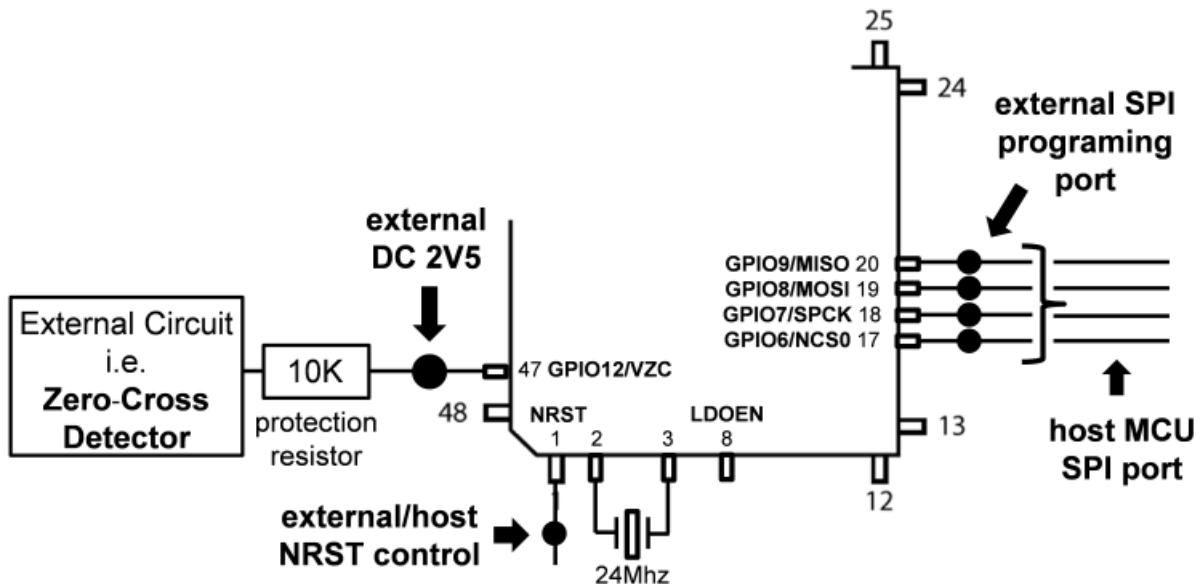 25
24
external SPI
programing
port
external
DC 2V5
GPIO9/MISO 20
GPIO8/MOSI 19
GPIO7/SPCK 18
GPIO6/NCS0 17
External Circuit
i.e.
Zero-Cross
Detector
10K
protection
resistor
47 GPIO12/VZC
48
NRST
LDOEN
1
2
3
8
13
12
host MCU
SPI port
external/host
NRST control
24Mhz